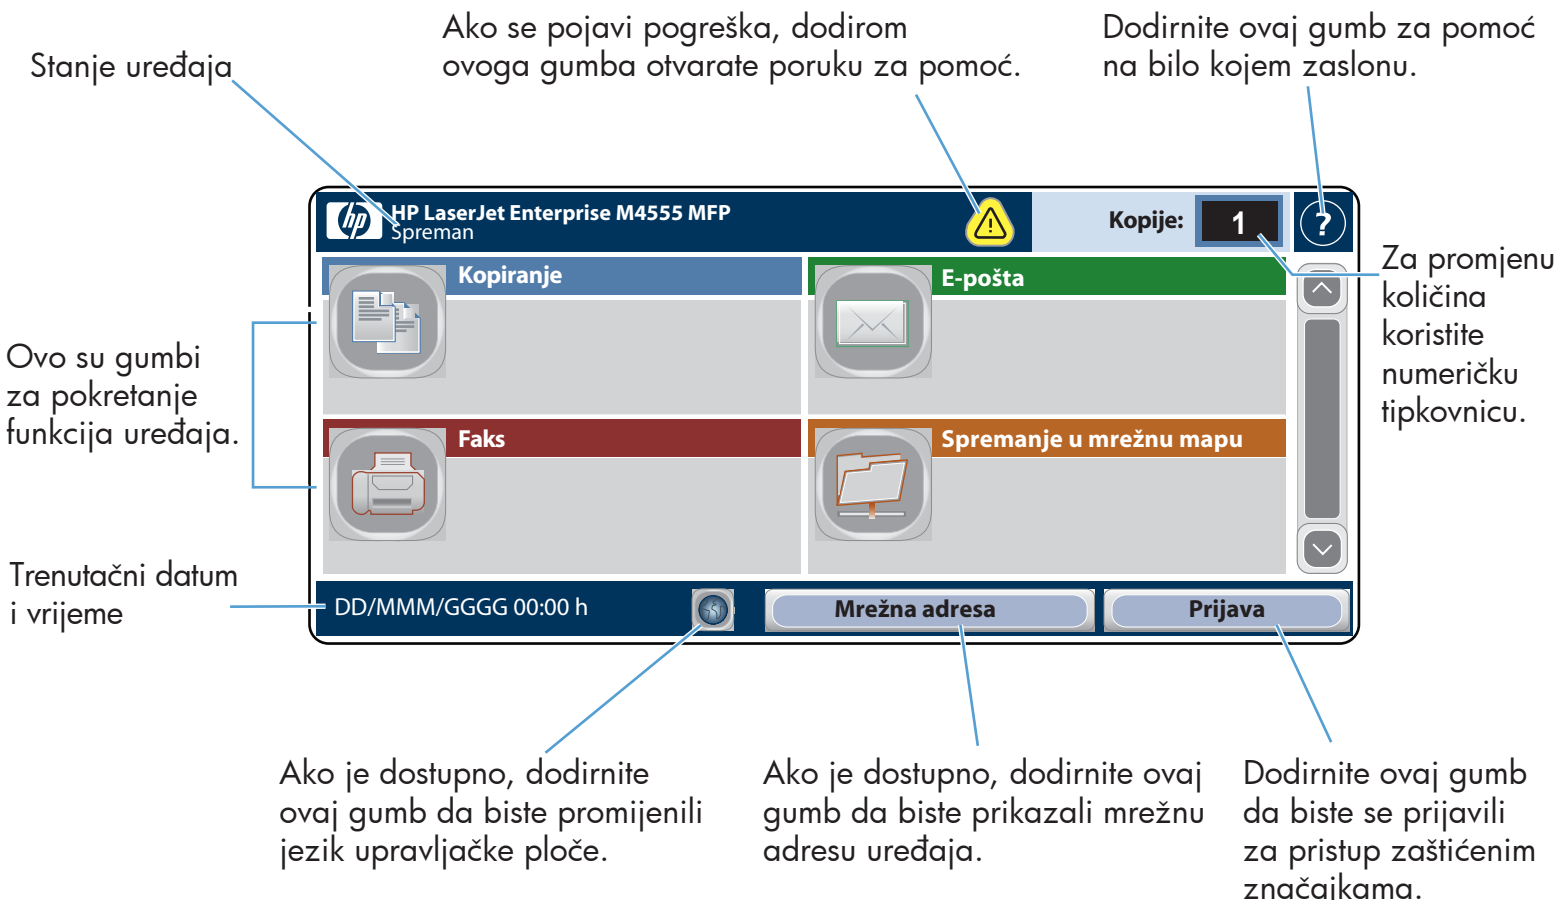 Ako se pojavi pogreška, dodirom
ovoga gumba otvarate poruku za pomoć.
Dodirnite ovaj gumb za pomoć
na bilo kojem zaslonu.
Stanje uređaja
hp
HP LaserJet Enterprise M4555 MFP
Spreman
Kopije:
1
?
Za promjenu
količina
koristite
numeričku
tipkovnicu.
Kopiranje
E-pošta
Ovo su gumbi
za pokretanje
funkcija uređaja.
Faks
Spremanje u mrežnu mapu
Trenutačni datum
i vrijeme
DD/MMM/GGGG 00:00 h
Mrežna adresa
Prijava
Ako je dostupno, dodirnite
ovaj gumb da biste promijenili
jezik upravljačke ploče.
Ako je dostupno, dodirnite ovaj
gumb da biste prikazali mrežnu
adresu uređaja.
Dodirnite ovaj gumb
da biste se prijavili
za pristup zaštićenim
značajkama.